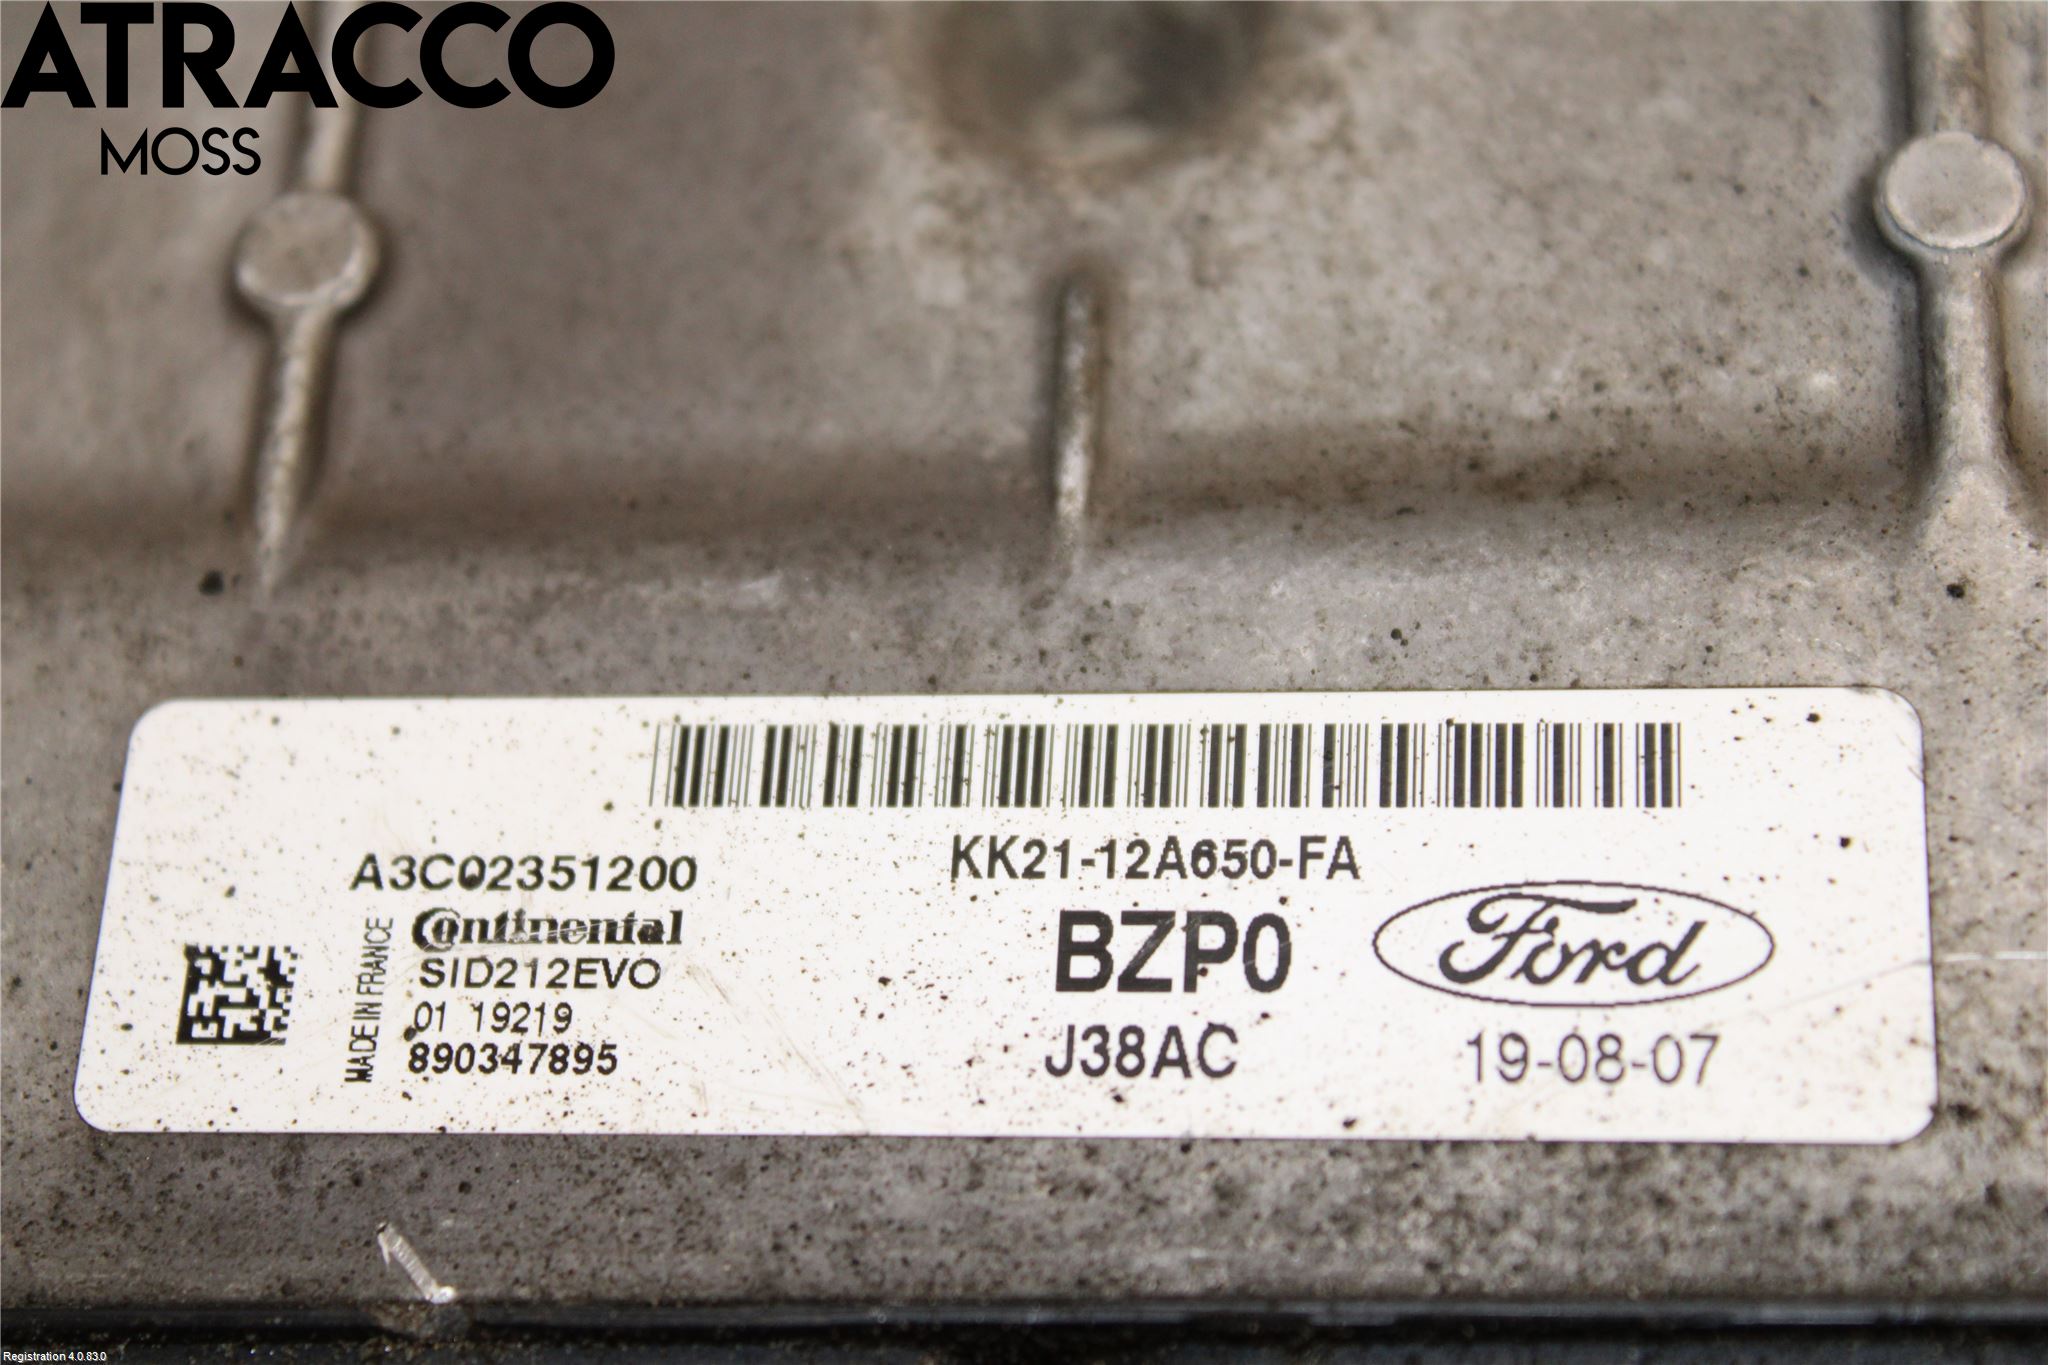 ATRACCO
MOSS
A3C02351200
KK21-12A650-FA
MADE IN FRANCE
Continental
SID212EVO
01 19219
890347895
BZP0
J38AC
Ford
19-08-07
Registration 4.0.83.0